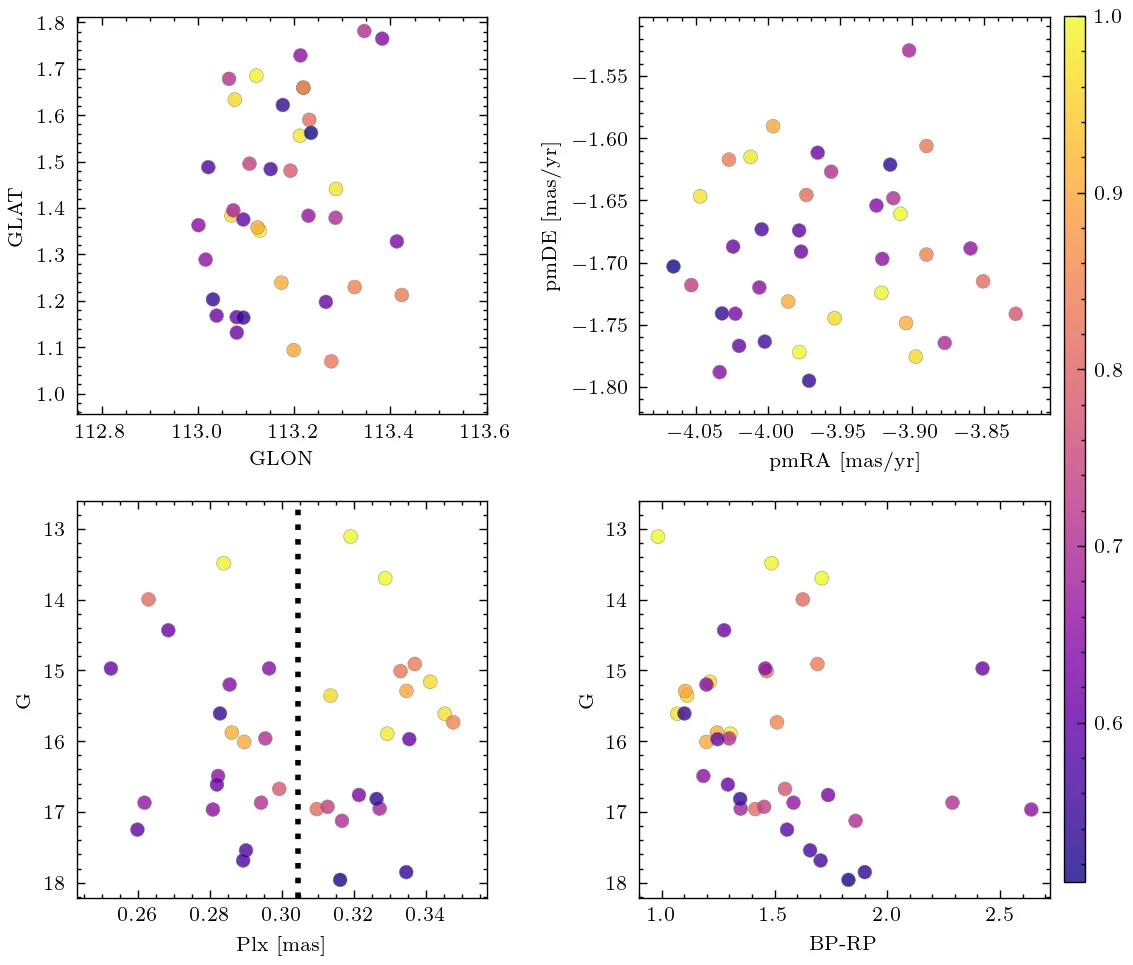 1.8
1.7
1.6
1.5
1.4
1.3
1.2
1.1
1.0
GLAT
112.8 113.0 113.2 113.4 113.6
GLON
−1.55
−1.60
−1.65
−1.70
−1.75
−1.80
pmDE [mas/yr]
−4.05 −4.00 −3.95 −3.90 −3.85
pmRA [mas/yr]
1.0
0.9
0.8
0.7
0.6
13
14
15
16
17
18
G
0.26 0.28 0.30 0.32 0.34
Plx [mas]
13
14
15
16
17
18
G
1.0 1.5 2.0 2.5
BP-RP